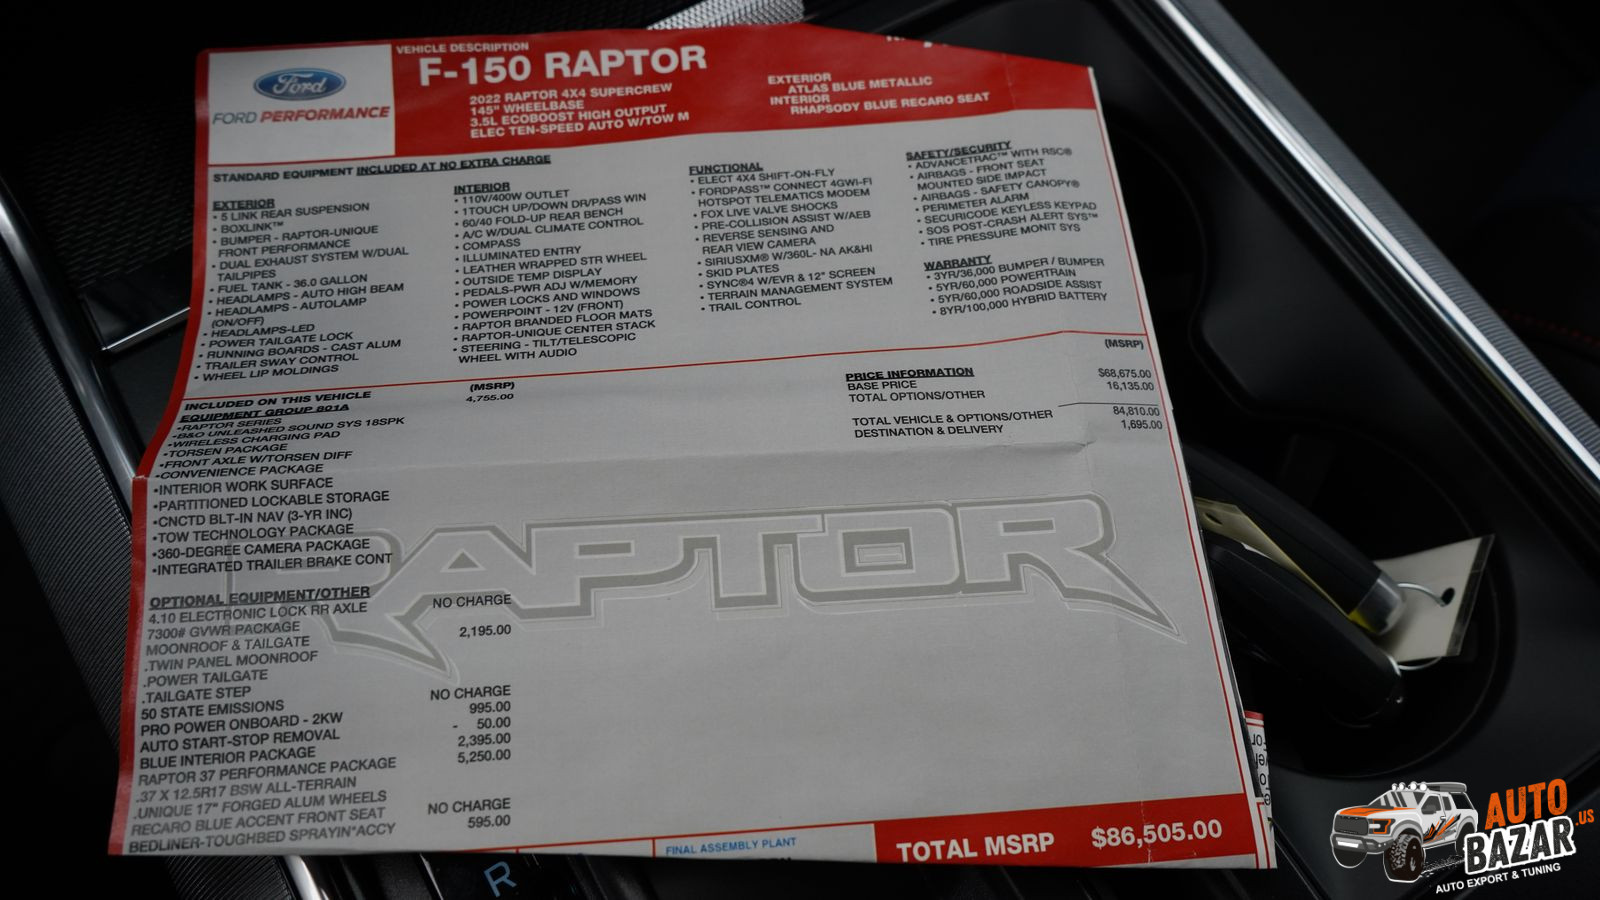 Ford
FORD PERFORMANCE
VEHICLE DESCRIPTION
F-150 RAPTOR
2022 RAPTOR 4X4 SUPERCREW
145" WHEELBASE
3.5L ECOBOOST HIGH OUTPUT
ELEC TEN-SPEED AUTO W/TOW M
EXTERIOR
ATLAS BLUE METALLIC
INTERIOR
RHAPSODY BLUE RECARO SEAT
STANDARD EQUIPMENT INCLUDED AT NO EXTRA CHARGE
EXTERIOR
• 5 LINK REAR SUSPENSION
• BOXLINK™
• BUMPER - RAPTOR-UNIQUE
FRONT PERFORMANCE
• DUAL EXHAUST SYSTEM W/DUAL
TAILPIPES
• FUEL TANK - 36.0 GALLON
• HEADLAMPS - AUTO HIGH BEAM
• HEADLAMPS - AUTOLAMP
(ON/OFF)
• HEADLAMPS-LED
• POWER TAILGATE LOCK
• RUNNING BOARDS - CAST ALUM
• TRAILER SWAY CONTROL
• WHEEL LIP MOLDINGS
INTERIOR
• 110V/400W OUTLET
• 1TOUCH UP/DOWN DR/PASS WIN
• 60/40 FOLD-UP REAR BENCH
• A/C W/DUAL CLIMATE CONTROL
• COMPASS
• ILLUMINATED ENTRY
• LEATHER WRAPPED STR WHEEL
• OUTSIDE TEMP DISPLAY
• PEDALS-PWR ADJ W/MEMORY
• POWER LOCKS AND WINDOWS
• POWERPOINT - 12V (FRONT)
• RAPTOR BRANDED FLOOR MATS
• RAPTOR-UNIQUE CENTER STACK
• STEERING - TILT/TELESCOPIC
WHEEL WITH AUDIO
FUNCTIONAL
• ELECT 4X4 SHIFT-ON-FLY
• FORDPASS™ CONNECT 4GWI-FI
HOTSPOT TELEMATICS MODEM
• FOX LIVE VALVE SHOCKS
• PRE-COLLISION ASSIST W/AEB
• REVERSE SENSING AND
REAR VIEW CAMERA
• SIRIUSXM® W/360L- NA AK&HI
• SKID PLATES
• SYNC®4 W/EVR & 12" SCREEN
• TERRAIN MANAGEMENT SYSTEM
• TRAIL CONTROL
SAFETY/SECURITY
• ADVANCETRAC™ WITH RSC®
• AIRBAGS - FRONT SEAT
MOUNTED SIDE IMPACT
• AIRBAGS - SAFETY CANOPY®
• PERIMETER ALARM
• SECURICODE KEYLESS KEYPAD
• SOS POST-CRASH ALERT SYS™
• TIRE PRESSURE MONIT SYS
WARRANTY
• 3YR/36,000 BUMPER / BUMPER
• 5YR/60,000 POWERTRAIN
• 5YR/60,000 ROADSIDE ASSIST
• 8YR/100,000 HYBRID BATTERY
INCLUDED ON THIS VEHICLE (MSRP)
EQUIPMENT GROUP 801A 4,755.00
•RAPTOR SERIES
•B&O UNLEASHED SOUND SYS 18SPK
•WIRELESS CHARGING PAD
•TORSEN PACKAGE
•FRONT AXLE W/TORSEN DIFF
•CONVENIENCE PACKAGE
•INTERIOR WORK SURFACE
•PARTITIONED LOCKABLE STORAGE
•CNCTD BLT-IN NAV (3-YR INC)
•TOW TECHNOLOGY PACKAGE
•360-DEGREE CAMERA PACKAGE
•INTEGRATED TRAILER BRAKE CONT
(MSRP)
PRICE INFORMATION
BASE PRICE $68,675.00
TOTAL OPTIONS/OTHER 16,135.00
TOTAL VEHICLE & OPTIONS/OTHER 84,810.00
DESTINATION & DELIVERY 1,695.00
RAPTOR
OPTIONAL EQUIPMENT/OTHER
4.10 ELECTRONIC LOCK RR AXLE NO CHARGE
7300# GVWR PACKAGE
MOONROOF & TAILGATE 2,195.00
.TWIN PANEL MOONROOF
.POWER TAILGATE
.TAILGATE STEP
50 STATE EMISSIONS NO CHARGE
PRO POWER ONBOARD - 2KW 995.00
AUTO START-STOP REMOVAL - 50.00
BLUE INTERIOR PACKAGE 2,395.00
RAPTOR 37 PERFORMANCE PACKAGE 5,250.00
.37 X 12.5R17 BSW ALL-TERRAIN
.UNIQUE 17" FORGED ALUM WHEELS
RECARO BLUE ACCENT FRONT SEAT NO CHARGE
BEDLINER-TOUGHBED SPRAYIN*ACCY 595.00
FINAL ASSEMBLY PLANT
TOTAL MSRP $86,505.00
R
AUTO
BAZAR.US
AUTO EXPORT & TUNING